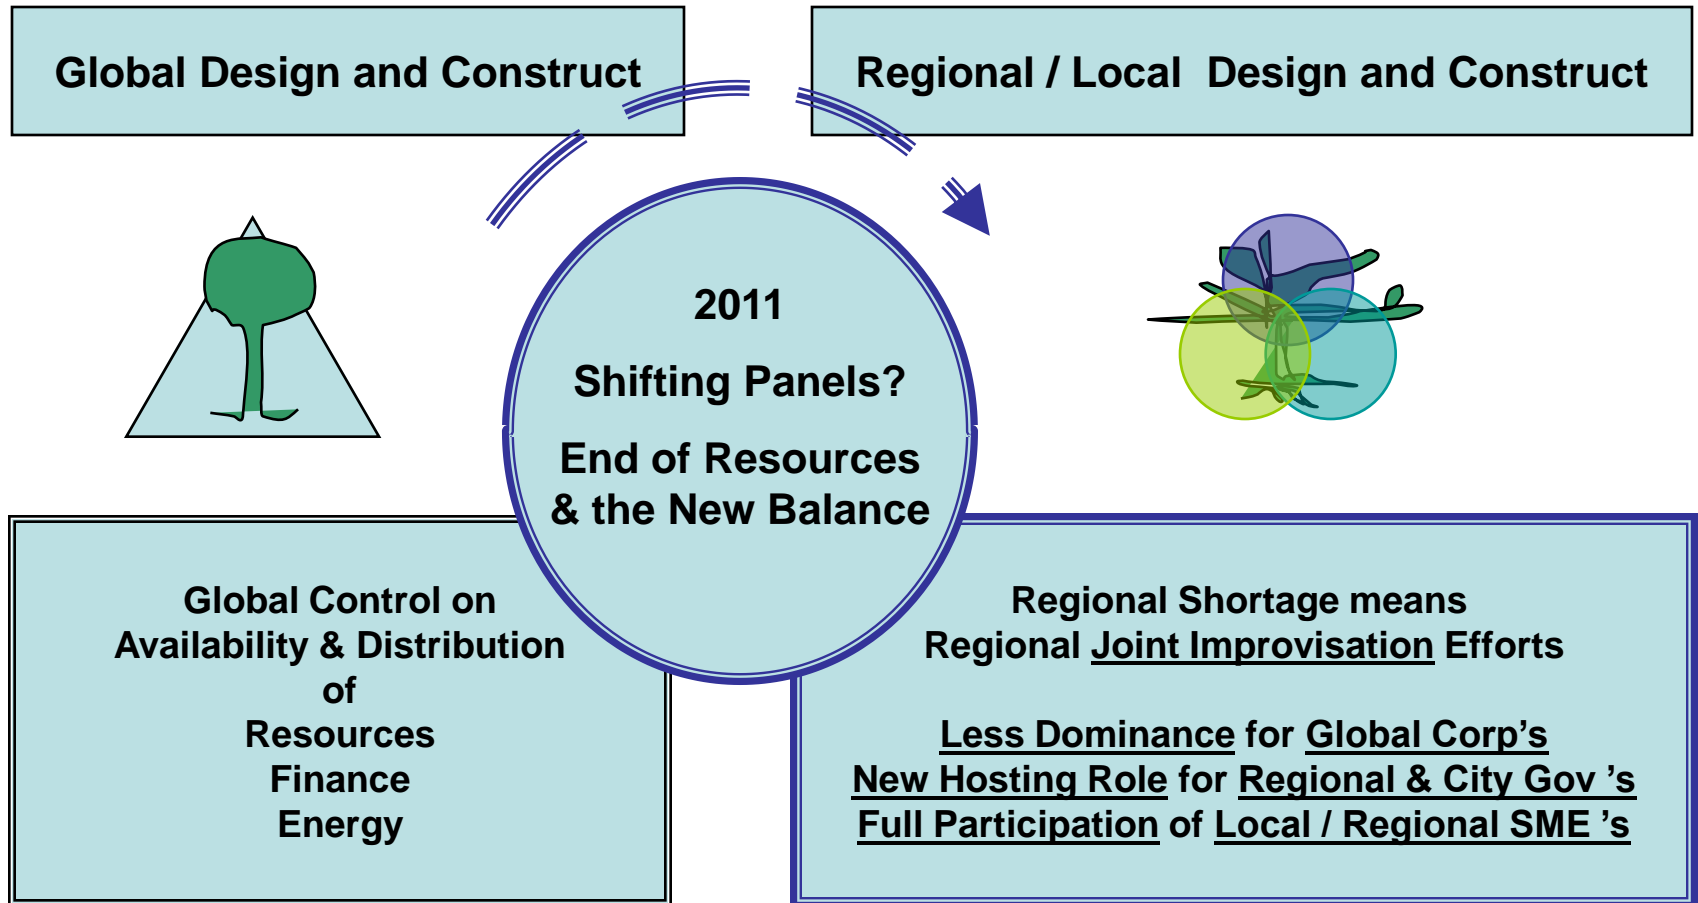 Global Design and Construct
Regional / Local  Design and Construct
2011
Shifting Panels?
End of Resources
& the New Balance
Global Control on
Availability & Distribution
of
Resources
Finance
Energy
Regional Shortage means
Regional Joint Improvisation Efforts
Less Dominance for Global Corp's
New Hosting Role for Regional & City Gov ’s
Full Participation of Local / Regional SME ’s